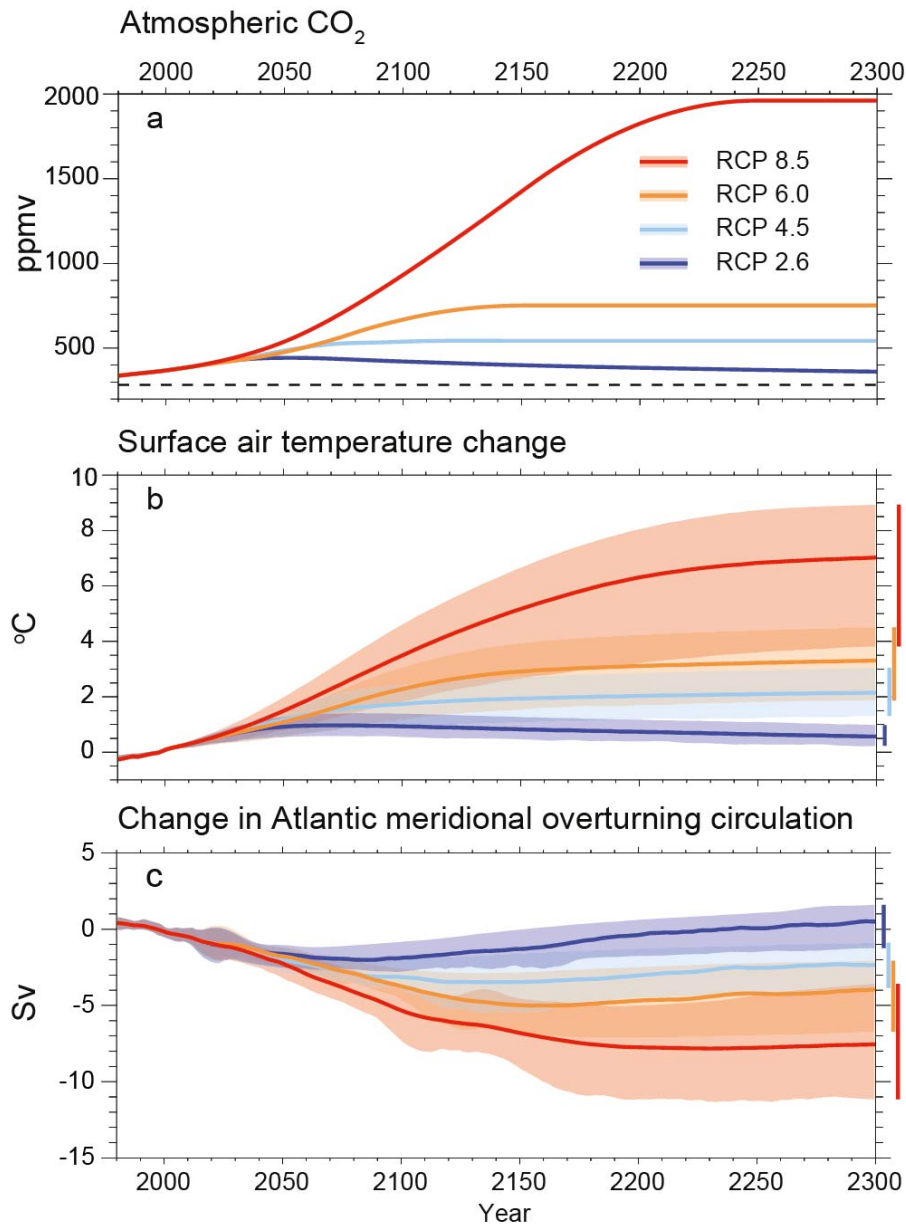 Atmospheric CO₂
2000 2050 2100 2150 2200 2250 2300
2000
a
1500
1000
500
ppmv
RCP 8.5
RCP 6.0
RCP 4.5
RCP 2.6
Surface air temperature change
10
b
8
6
4
2
0
ºC
Change in Atlantic meridional overturning circulation
5
c
0
-5
-10
-15
Sv
2000 2050 2100 2150 2200 2250 2300
Year